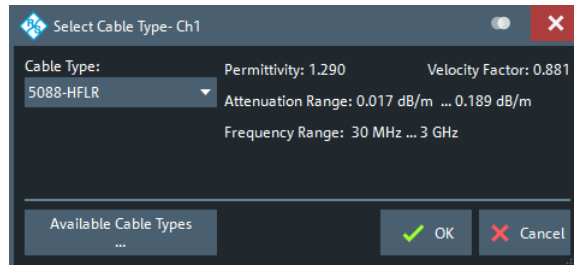 Select Cable Type- Ch1
Cable Type:
5088-HFLR
Permittivity: 1.290 Velocity Factor: 0.881
Attenuation Range: 0.017 dB/m ... 0.189 dB/m
Frequency Range: 30 MHz ... 3 GHz
Available Cable Types
...
OK
Cancel